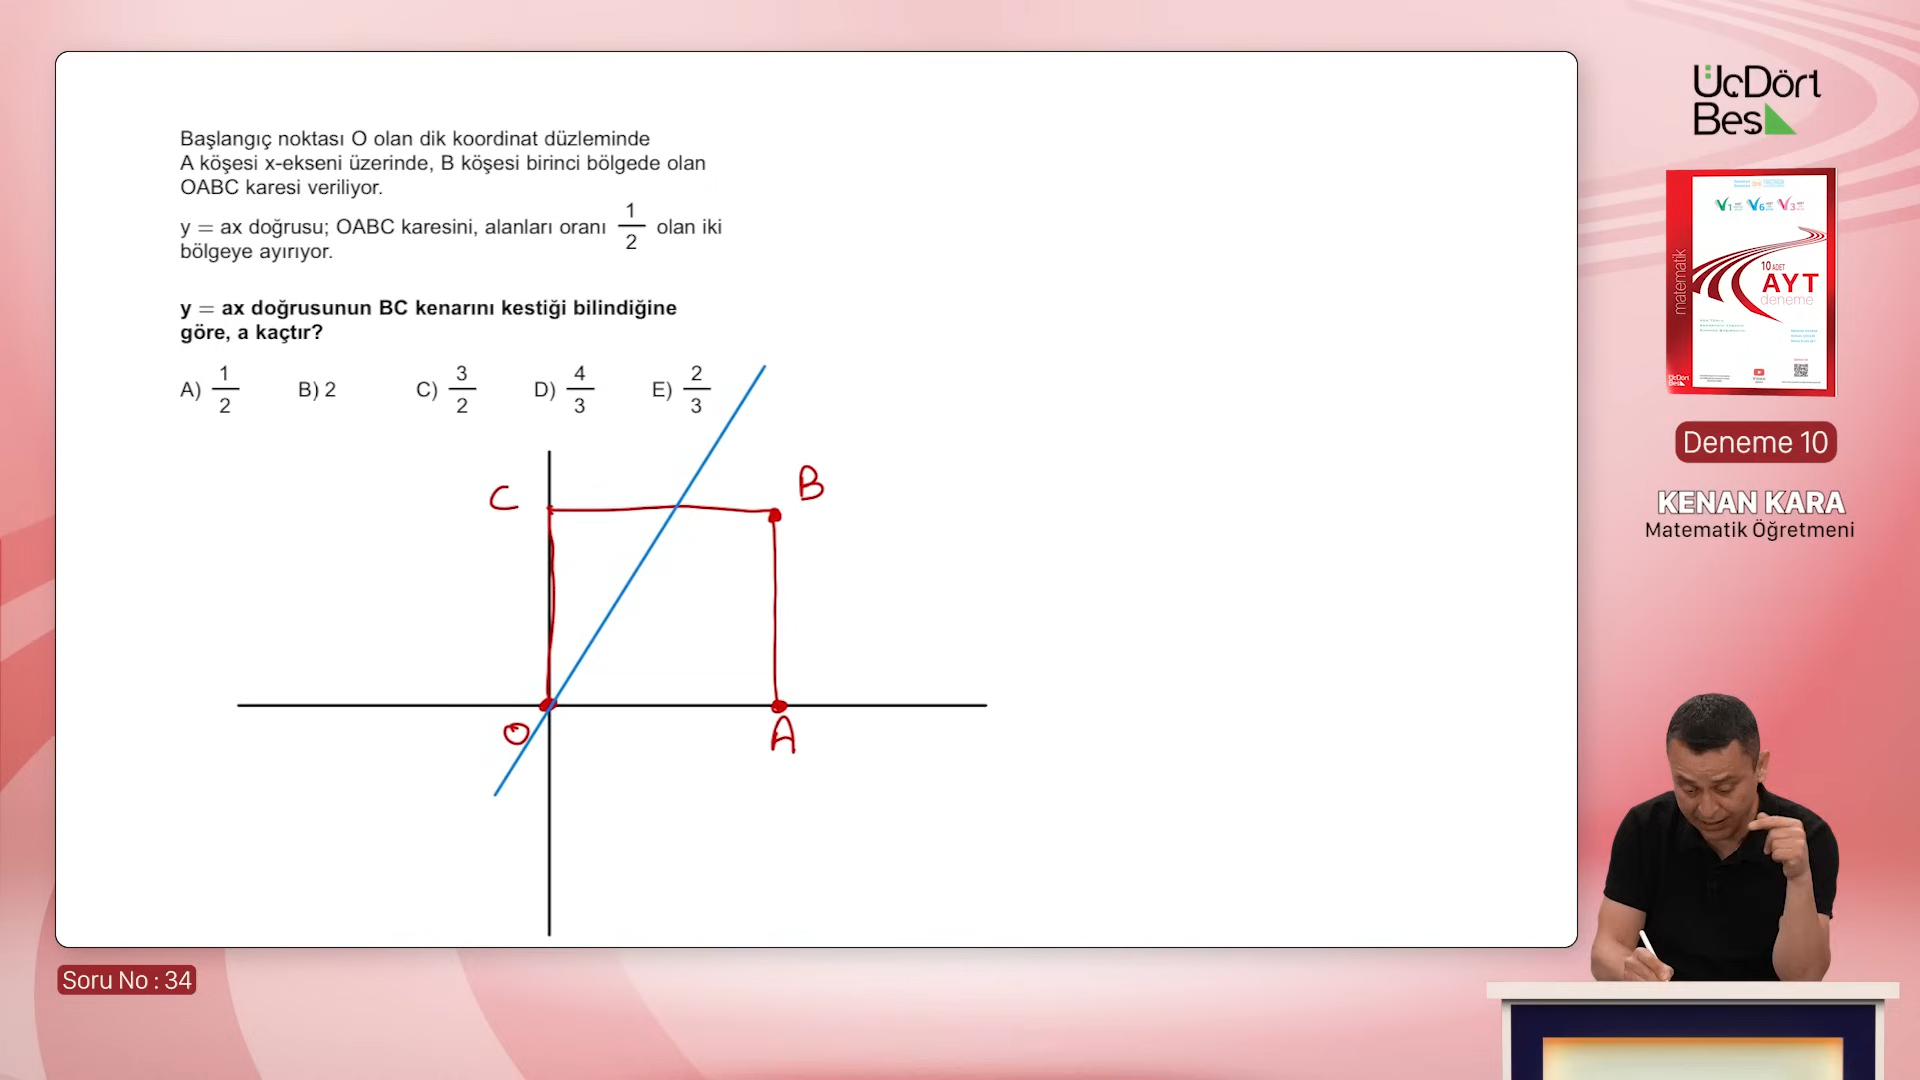 Başlangıç noktası O olan dik koordinat düzleminde
A köşesi x-ekseni üzerinde, B köşesi birinci bölgede olan
OABC karesi veriliyor.
y = ax doğrusu; OABC karesini, alanları oranı 1/2 olan iki
bölgeye ayırıyor.
y = ax doğrusunun BC kenarını kestiği bilindiğine
göre, a kaçtır?
A) 1/2 B) 2 C) 3/2 D) 4/3 E) 2/3
C
B
O
A
Soru No : 34
ÜçDört
Beş
matematik
10 ADET
AYT
deneme
ÜçDört
Beş
Deneme 10
KENAN KARA
Matematik Öğretmeni